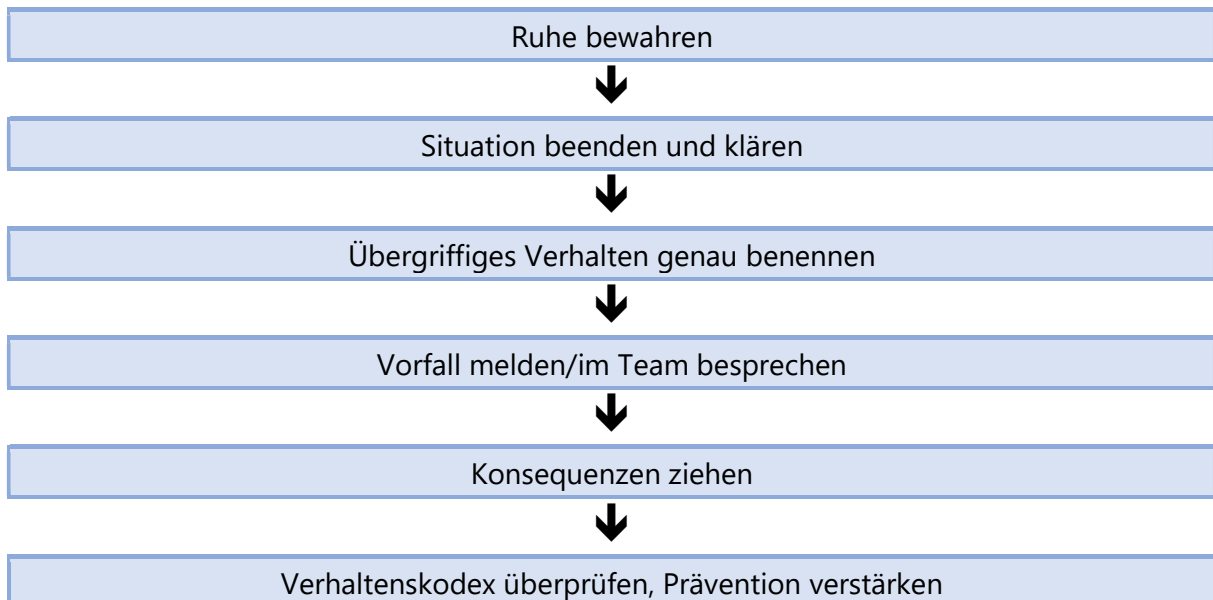 Ruhe bewahren
Situation beenden und klären
Übergriffiges Verhalten genau benennen
Vorfall melden/im Team besprechen
Konsequenzen ziehen
Verhaltenskodex überprüfen, Prävention verstärken